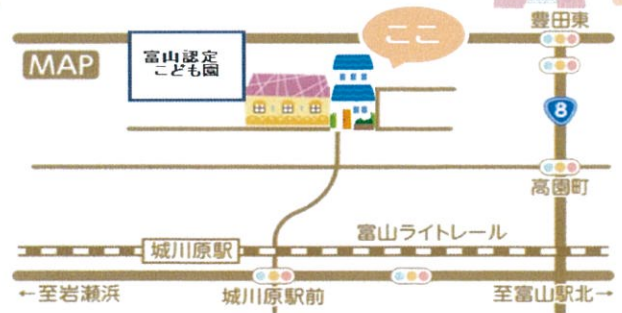 豊田東
ここ
MAP
富山認定
こども園
8
高園町
富山ライトレール
城川原駅
←至岩瀬浜
城川原駅前
至富山駅北→